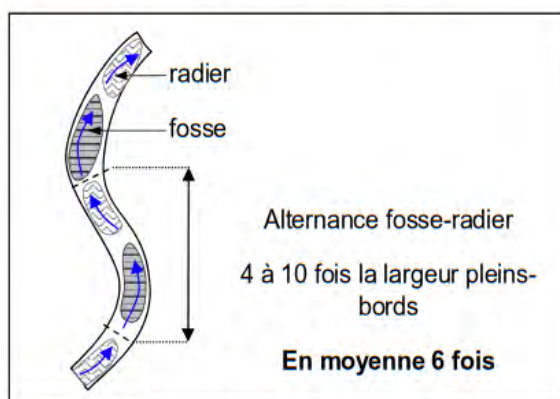 radier
fosse
Alternance fosse-radier
4 à 10 fois la largeur pleins-
bords
En moyenne 6 fois